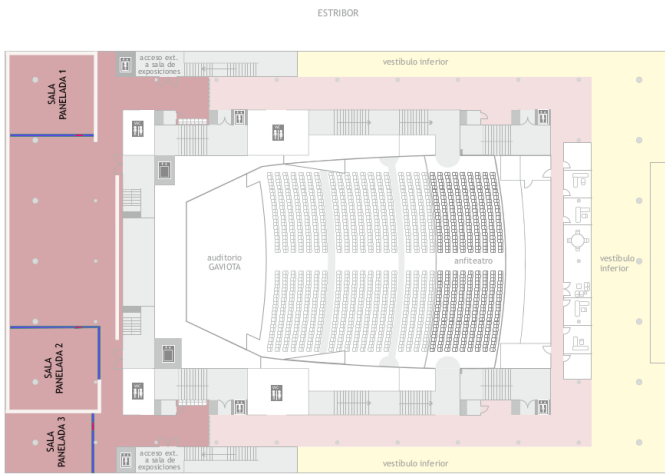 ESTRIBOR
acceso ext.
a sala de
exposiciones
vestíbulo inferior
SALA
PANELADA 1
auditorio
GAVIOTA
anfiteatro
vestíbulo
inferior
SALA
PANELADA 2
SALA
PANELADA 3
acceso ext.
a sala de
exposiciones
vestíbulo inferior